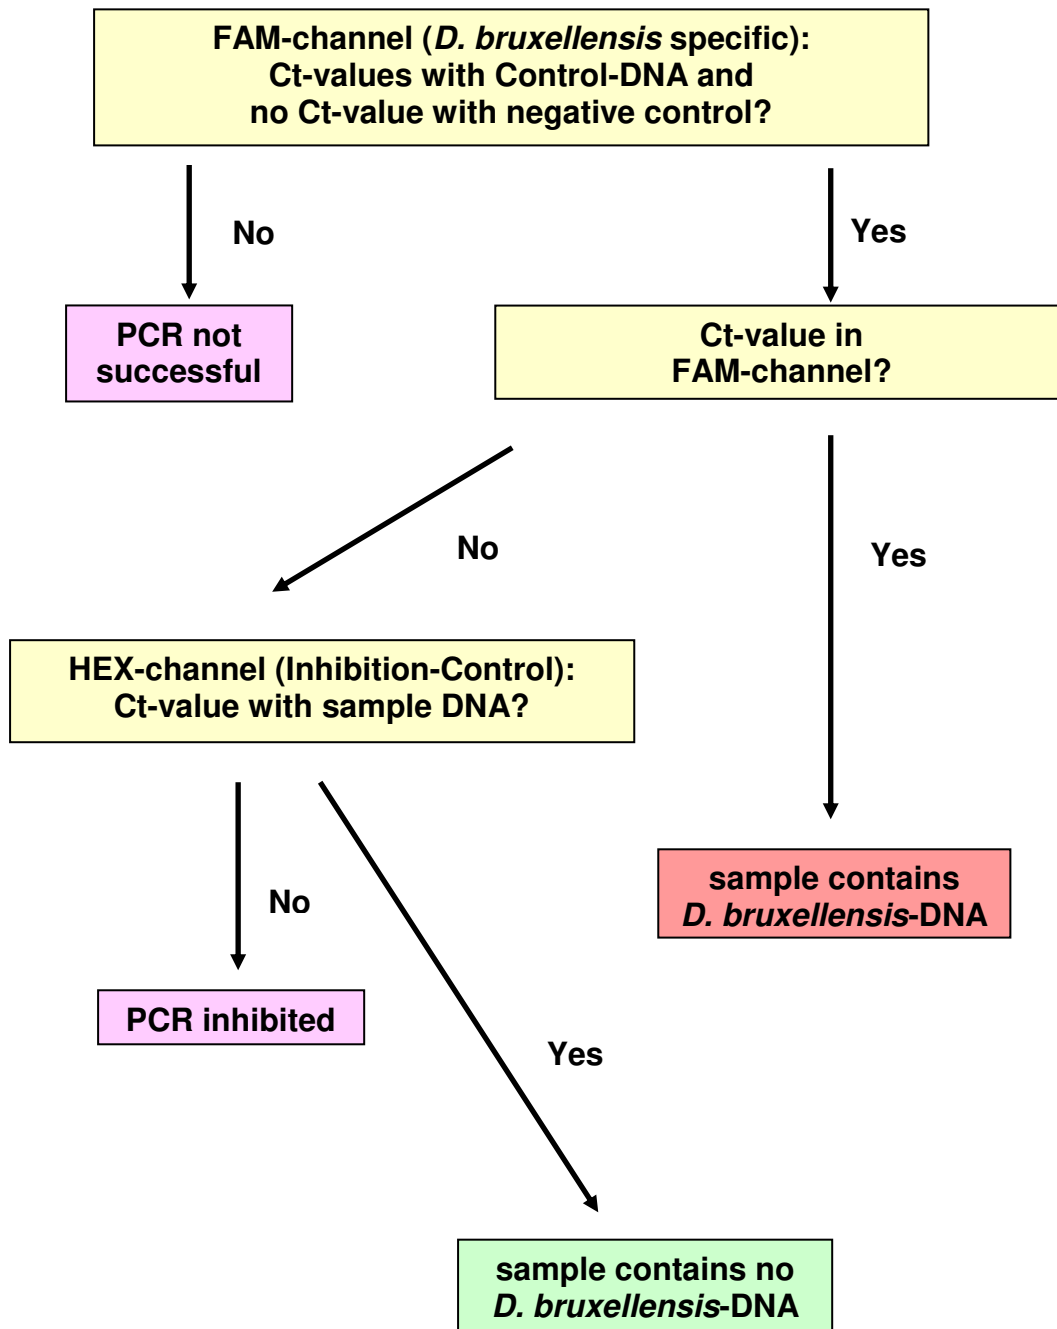 FAM-channel (D. bruxellensis specific):
Ct-values with Control-DNA and
no Ct-value with negative control?
No
Yes
PCR not
successful
Ct-value in
FAM-channel?
No
Yes
HEX-channel (Inhibition-Control):
Ct-value with sample DNA?
sample contains
D. bruxellensis-DNA
No
PCR inhibited
Yes
sample contains no
D. bruxellensis-DNA